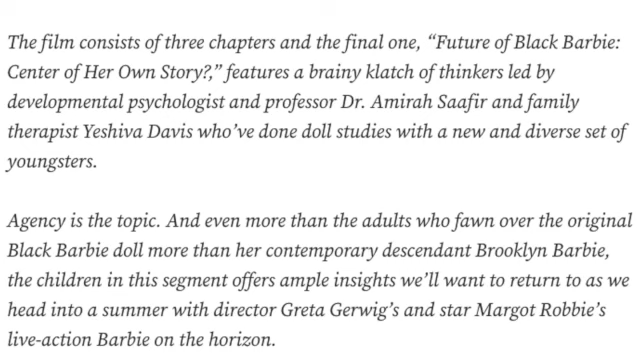 The film consists of three chapters and the final one, “Future of Black Barbie:
Center of Her Own Story?,” features a brainy klatch of thinkers led by
developmental psychologist and professor Dr. Amirah Saafir and family
therapist Yeshiva Davis who’ve done doll studies with a new and diverse set of
youngsters.
Agency is the topic. And even more than the adults who fawn over the original
Black Barbie doll more than her contemporary descendant Brooklyn Barbie,
the children in this segment offers ample insights we’ll want to return to as we
head into a summer with director Greta Gerwig’s and star Margot Robbie’s
live-action Barbie on the horizon.